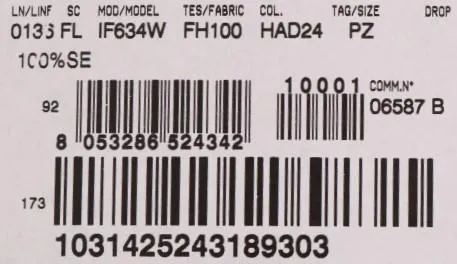 LN/LINF SC MOD/MODEL TES/FABRIC COL. TAG/SIZE DROP
0133 FL IF634W FH100 HAD24 PZ
100%SE
10001 COMM.N°
92 06587 B
8 053286 524342
173
1031425243189303